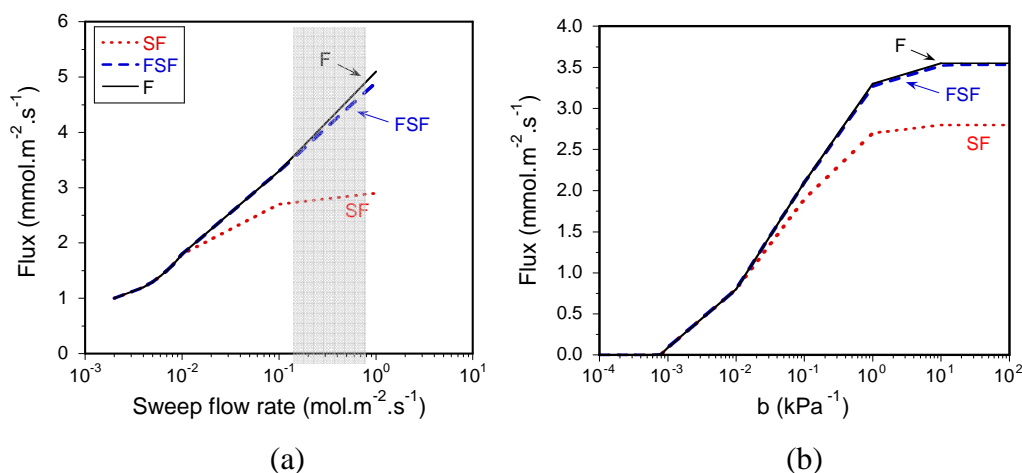 6
5
4
3
2
1
0
Flux (mmol.m⁻².s⁻¹)
SF
FSF
F
F
FSF
SF
10⁻³ 10⁻² 10⁻¹ 10⁰ 10¹
Sweep flow rate (mol.m⁻².s⁻¹)
(a)
4.0
3.5
3.0
2.5
2.0
1.5
1.0
0.5
0.0
Flux (mmol.m⁻².s⁻¹)
F
FSF
SF
10⁻⁴ 10⁻³ 10⁻² 10⁻¹ 10⁰ 10¹ 10²
b (kPa⁻¹)
(b)